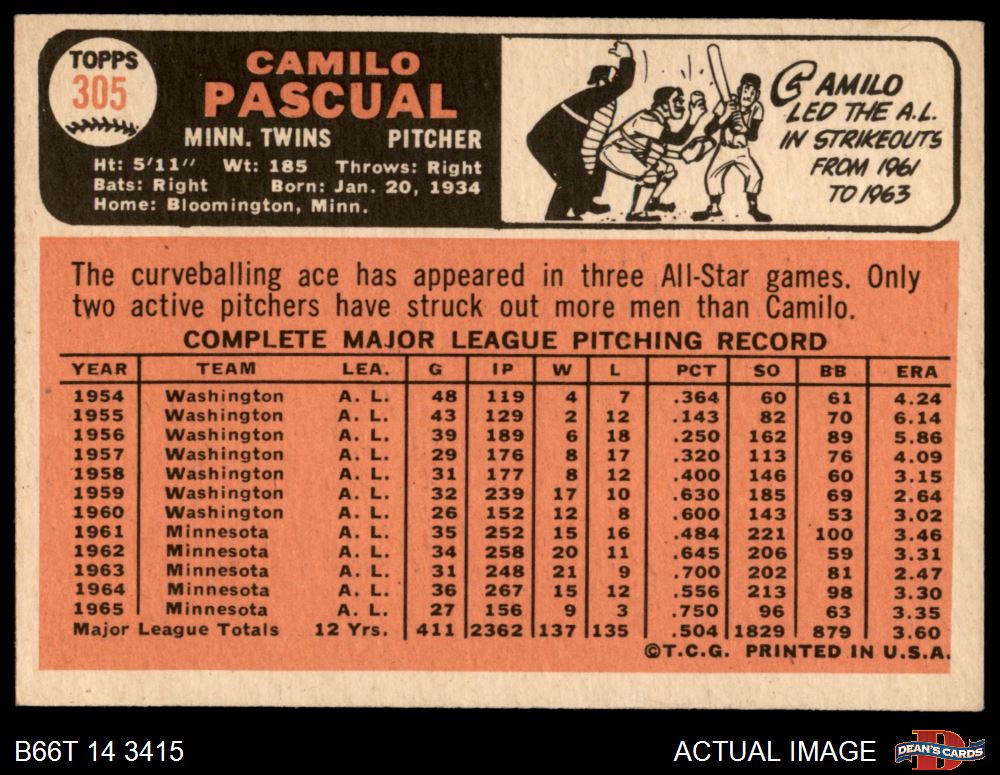 TOPPS
305
CAMILO
PASCUAL
MINN. TWINS PITCHER
Ht: 5'11" Wt: 185 Throws: Right
Bats: Right Born: Jan. 20, 1934
Home: Bloomington, Minn.
CAMILO
LED THE A.L.
IN STRIKEOUTS
FROM 1961
TO 1963
The curveballing ace has appeared in three All-Star games. Only
two active pitchers have struck out more men than Camilo.
COMPLETE MAJOR LEAGUE PITCHING RECORD
YEAR TEAM LEA. G IP W L PCT SO BB ERA
1954 Washington A. L. 48 119 4 7 .364 60 61 4.24
1955 Washington A. L. 43 129 2 12 .143 82 70 6.14
1956 Washington A. L. 39 189 6 18 .250 162 89 5.86
1957 Washington A. L. 29 176 8 17 .320 113 76 4.09
1958 Washington A. L. 31 177 8 12 .400 146 60 3.15
1959 Washington A. L. 32 239 17 10 .630 185 69 2.64
1960 Washington A. L. 26 152 12 8 .600 143 53 3.02
1961 Minnesota A. L. 35 252 15 16 .484 221 100 3.46
1962 Minnesota A. L. 34 258 20 11 .645 206 59 3.31
1963 Minnesota A. L. 31 248 21 9 .700 202 81 2.47
1964 Minnesota A. L. 36 267 15 12 .556 213 98 3.30
1965 Minnesota A. L. 27 156 9 3 .750 96 63 3.35
Major League Totals 12 Yrs. 411 2362 137 135 .504 1829 879 3.60
©T.C.G. PRINTED IN U.S.A.
B66T 14 3415
ACTUAL IMAGE
D
DEAN'S CARDS